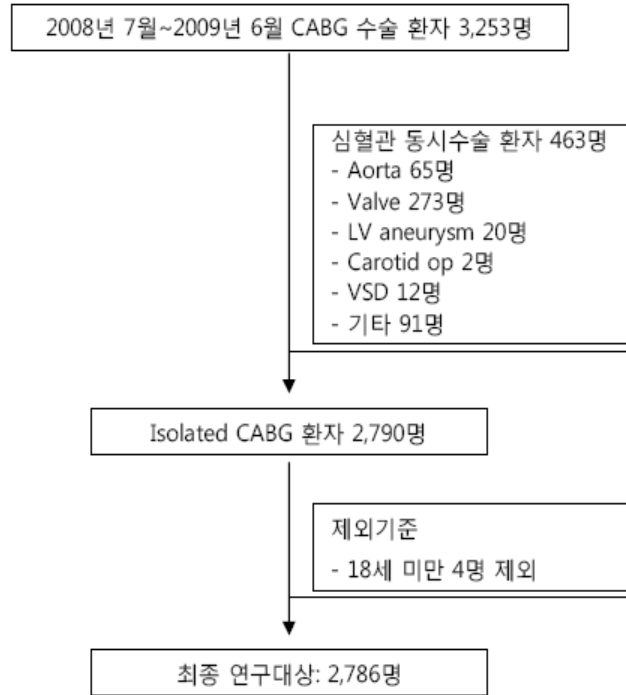 2008년 7월~2009년 6월 CABG 수술 환자 3,253명
심혈관 동시수술 환자 463명
- Aorta 65명
- Valve 273명
- LV aneurysm 20명
- Carotid op 2명
- VSD 12명
- 기타 91명
Isolated CABG 환자 2,790명
제외기준
- 18세 미만 4명 제외
최종 연구대상: 2,786명